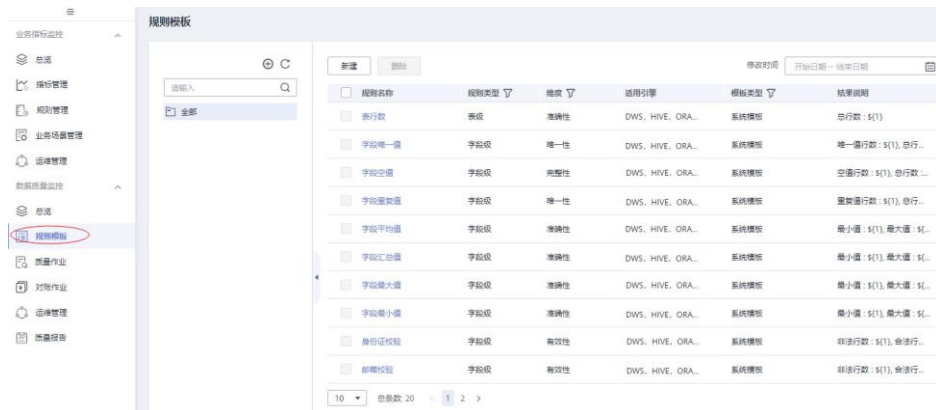 规则模板
业务指标监控
总览
指标管理
规则管理
业务场景管理
运维管理
数据质量监控
总览
规则模板
质量作业
对账作业
运维管理
质量报告
请输入
全部
新建 删除 修改时间 开始日期 – 结束日期
规则名称 规则类型 维度 适用引擎 模板类型 结果说明
表行数 表级 准确性 DWS, HIVE, ORA... 系统模板 总行数 : ${1}
字段唯一值 字段级 唯一性 DWS, HIVE, ORA... 系统模板 唯一值行数 : ${1}, 总行...
字段空值 字段级 完整性 DWS, HIVE, ORA... 系统模板 空值行数 : ${1}, 总行数 :...
字段重复值 字段级 唯一性 DWS, HIVE, ORA... 系统模板 重复值行数 : ${1}, 总行...
字段平均值 字段级 准确性 DWS, HIVE, ORA... 系统模板 最小值 : ${1}, 最大值 : ${...
字段汇总值 字段级 准确性 DWS, HIVE, ORA... 系统模板 最小值 : ${1}, 最大值 : ${...
字段最大值 字段级 准确性 DWS, HIVE, ORA... 系统模板 最小值 : ${1}, 最大值 : ${...
字段最小值 字段级 准确性 DWS, HIVE, ORA... 系统模板 最小值 : ${1}, 最大值 : ${...
身份证校验 字段级 有效性 DWS, HIVE, ORA... 系统模板 非法行数 : ${1}, 合法行...
邮箱校验 字段级 有效性 DWS, HIVE, ORA... 系统模板 非法行数 : ${1}, 合法行...
10 总条数: 20 < 1 2 >